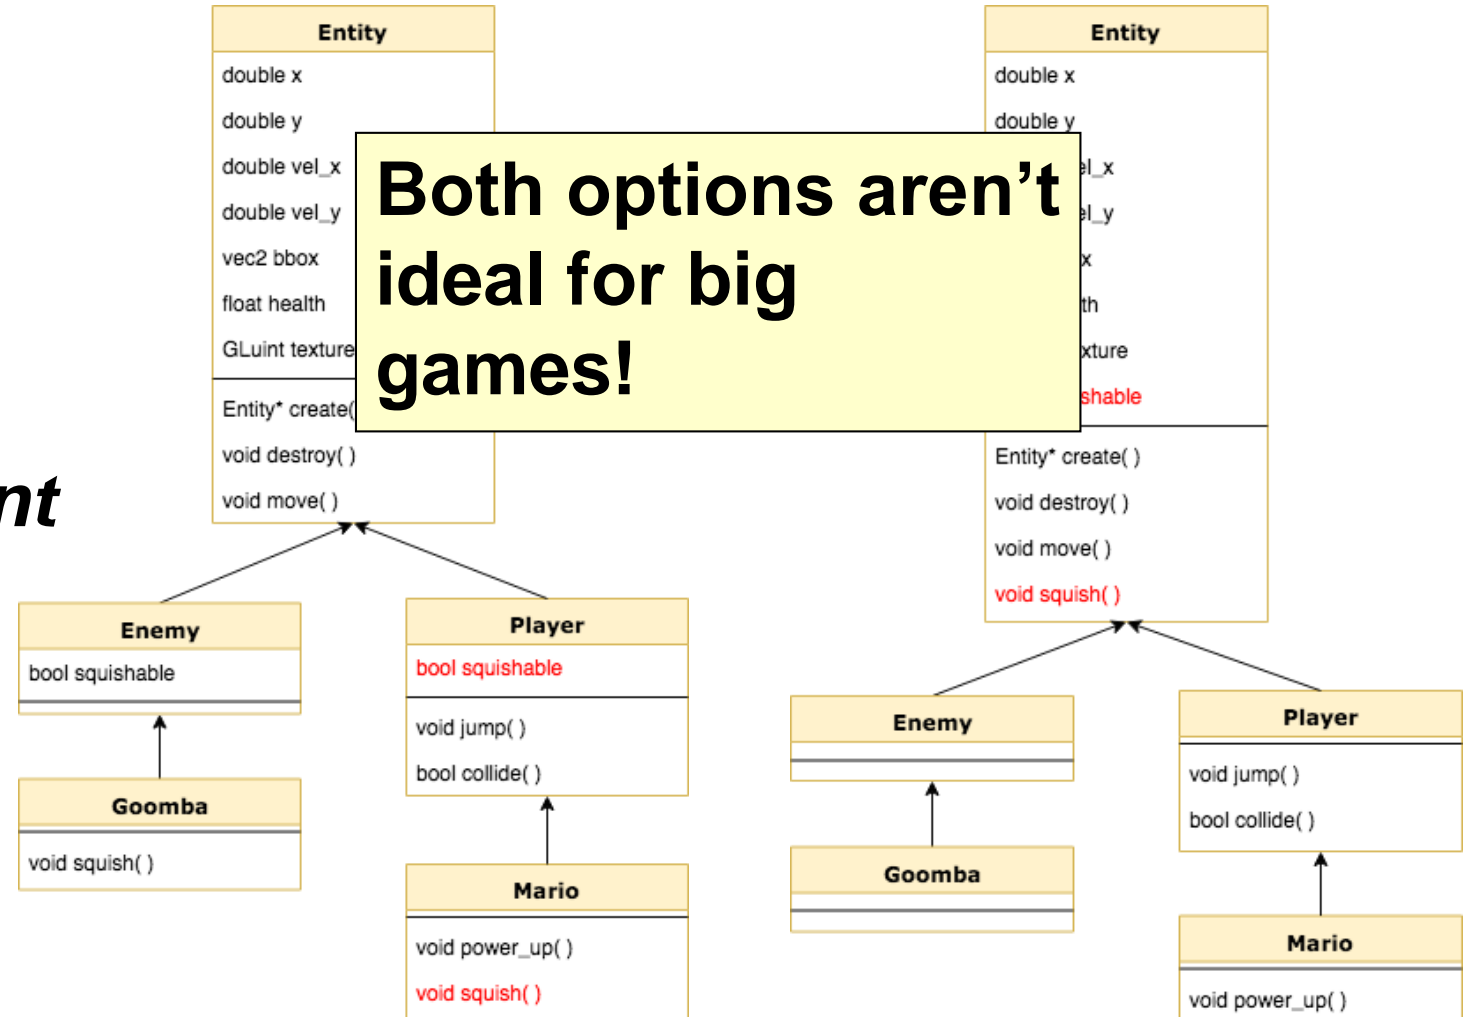 Entity
double x
double y
double vel_x
double vel_y
vec2 bbox
float health
GLuint texture
Entity* create(
void destroy( )
void move( )
Enemy
bool squishable
Goomba
void squish( )
Player
bool squishable
void jump( )
bool collide( )
Mario
void power_up( )
void squish( )
Both options aren’t
ideal for big
games!
nt
Entity
double x
double y
el_x
el_y
x
th
xture
shable
Entity* create( )
void destroy( )
void move( )
void squish( )
Enemy
Goomba
Player
void jump( )
bool collide( )
Mario
void power_up( )